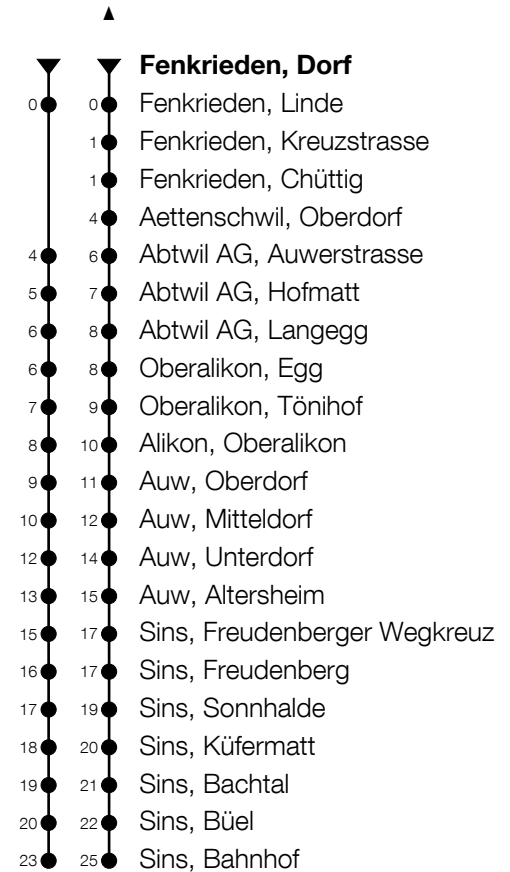 Fenkrieden, Dorf
0 0 Fenkrieden, Linde
1 Fenkrieden, Kreuzstrasse
1 Fenkrieden, Chüttig
4 Aettenschwil, Oberdorf
4 6 Abtwil AG, Auwerstrasse
5 7 Abtwil AG, Hofmatt
6 8 Abtwil AG, Langegg
6 8 Oberalikon, Egg
7 9 Oberalikon, Tönihof
8 10 Alikon, Oberalikon
9 11 Auw, Oberdorf
10 12 Auw, Mitteldorf
12 14 Auw, Unterdorf
13 15 Auw, Altersheim
15 17 Sins, Freudenberger Wegkreuz
16 17 Sins, Freudenberg
17 19 Sins, Sonnhalde
18 20 Sins, Küfermatt
19 21 Sins, Bachtal
20 22 Sins, Büel
23 25 Sins, Bahnhof